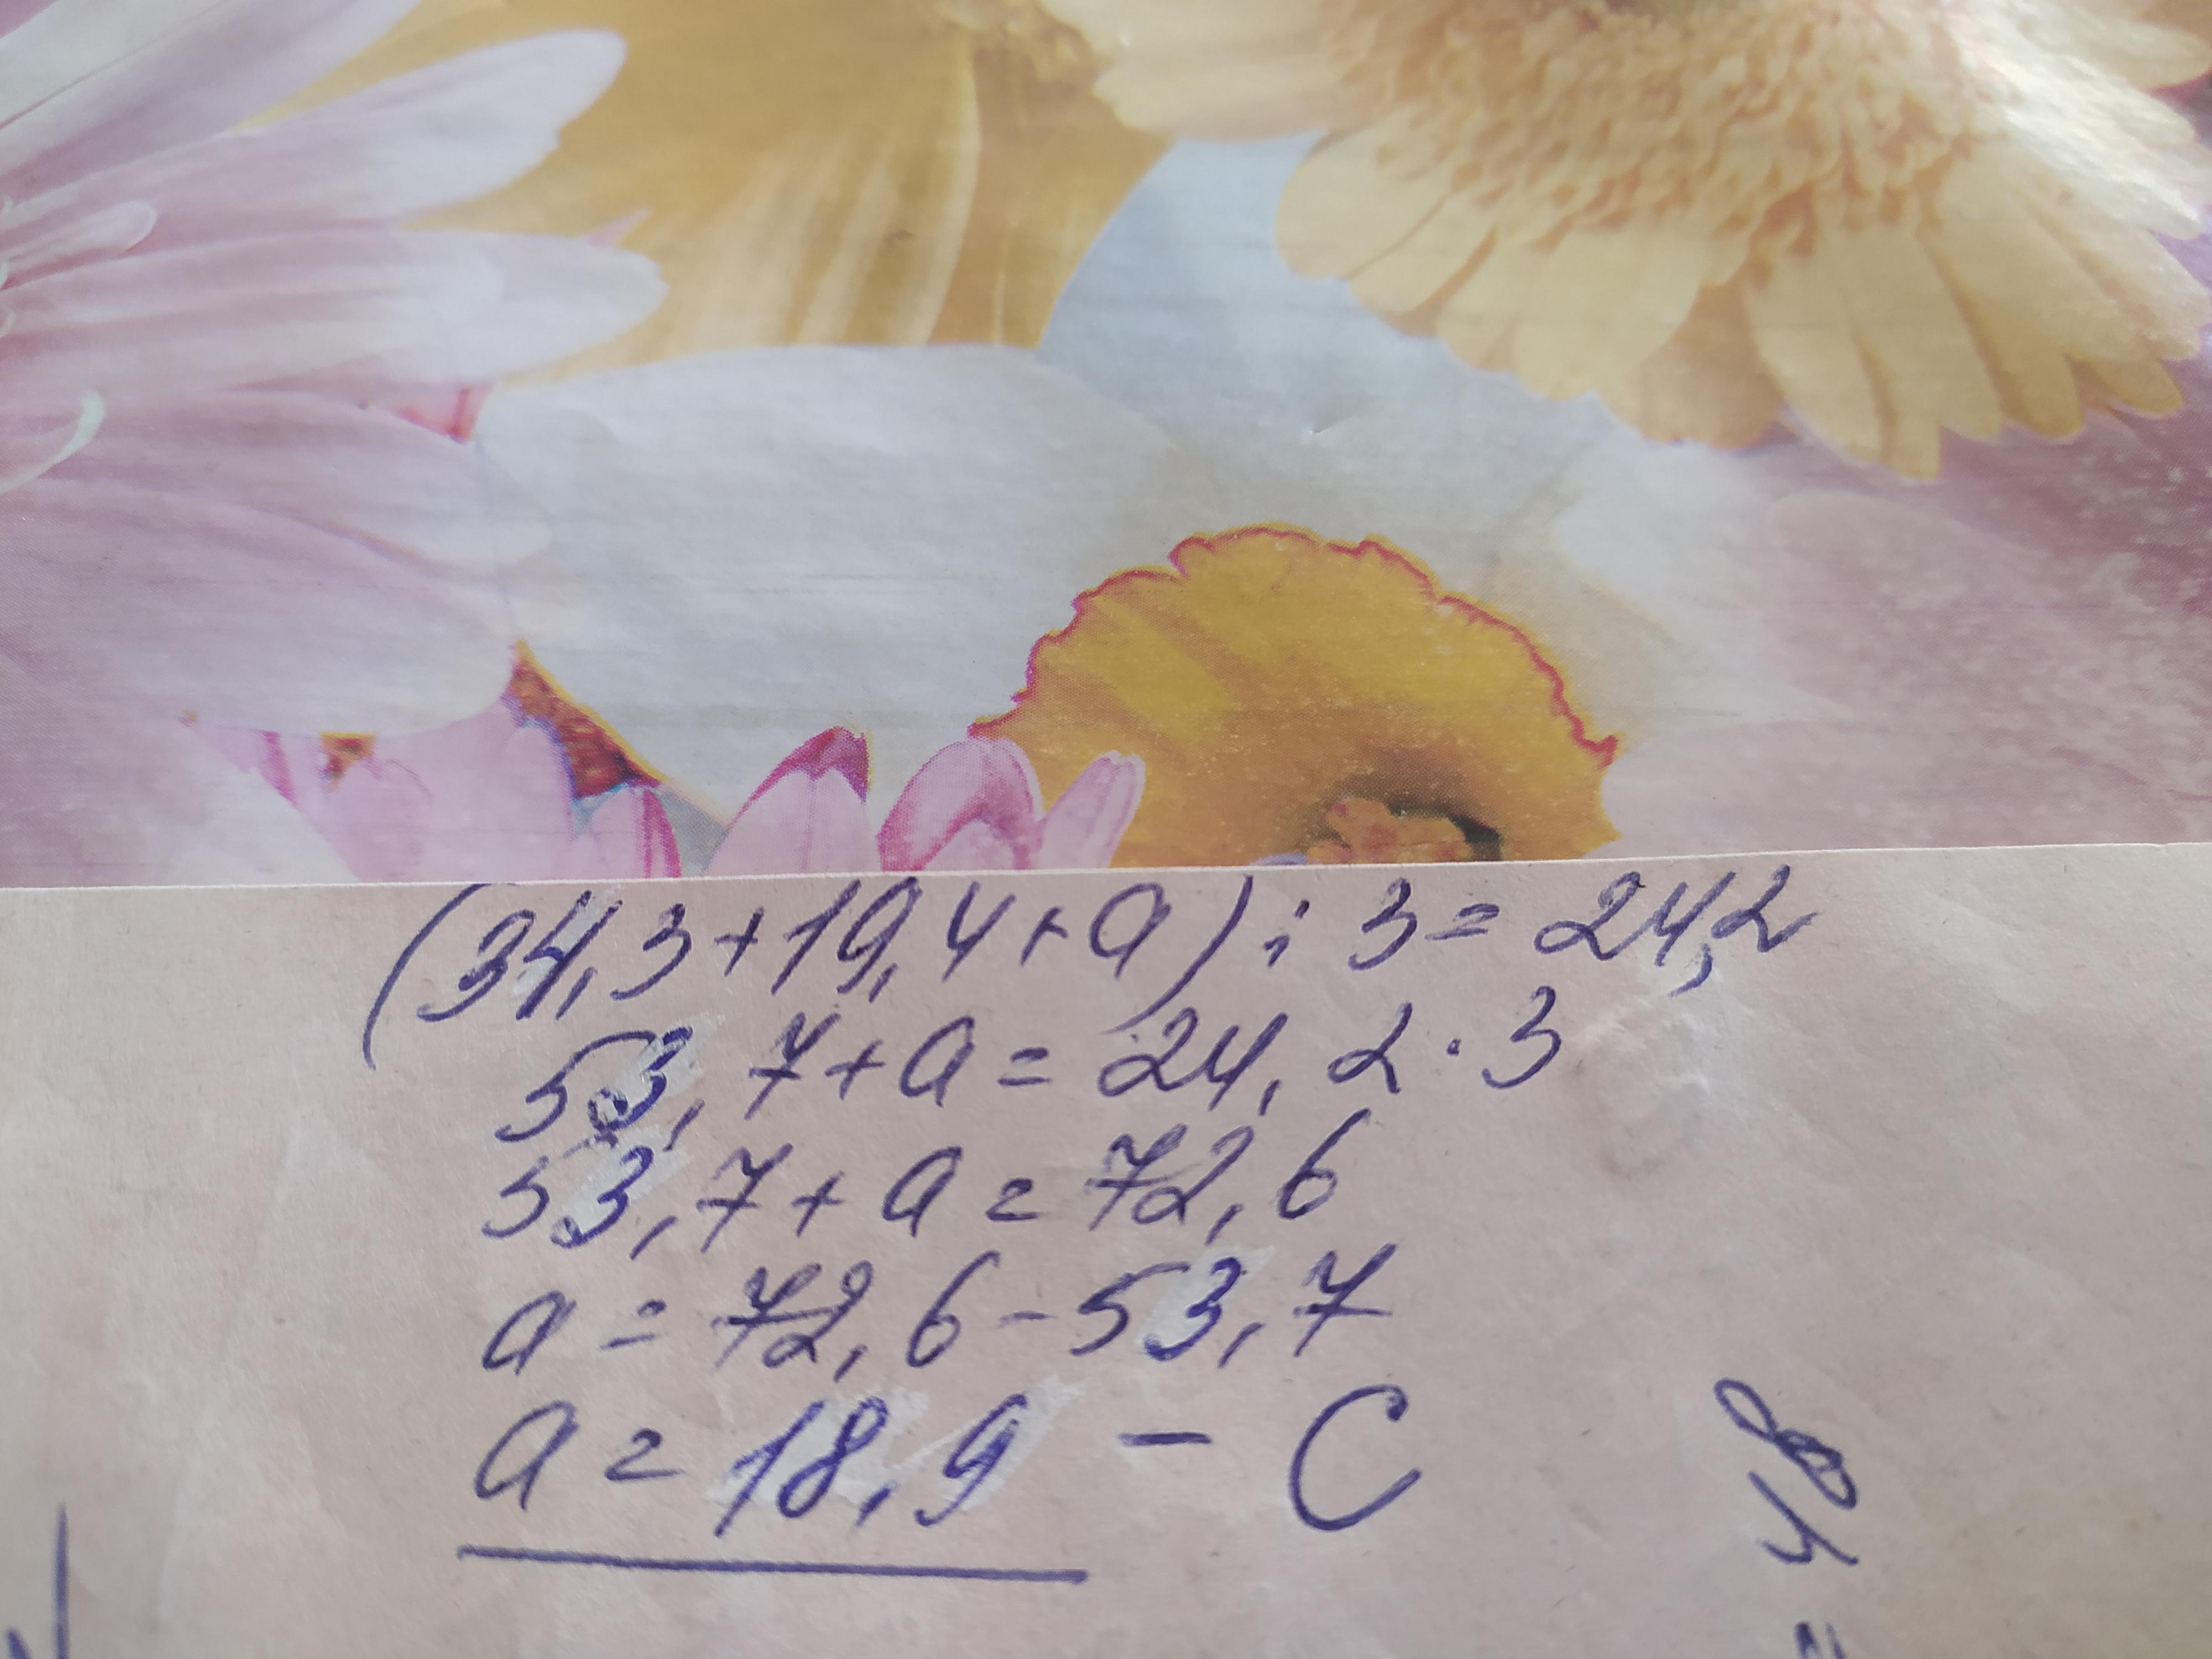 (34,3+19,4+a):3=24,2
53,7+a=24,2·3
53,7+a=72,6
a=72,6-53,7
a=18,9 - C